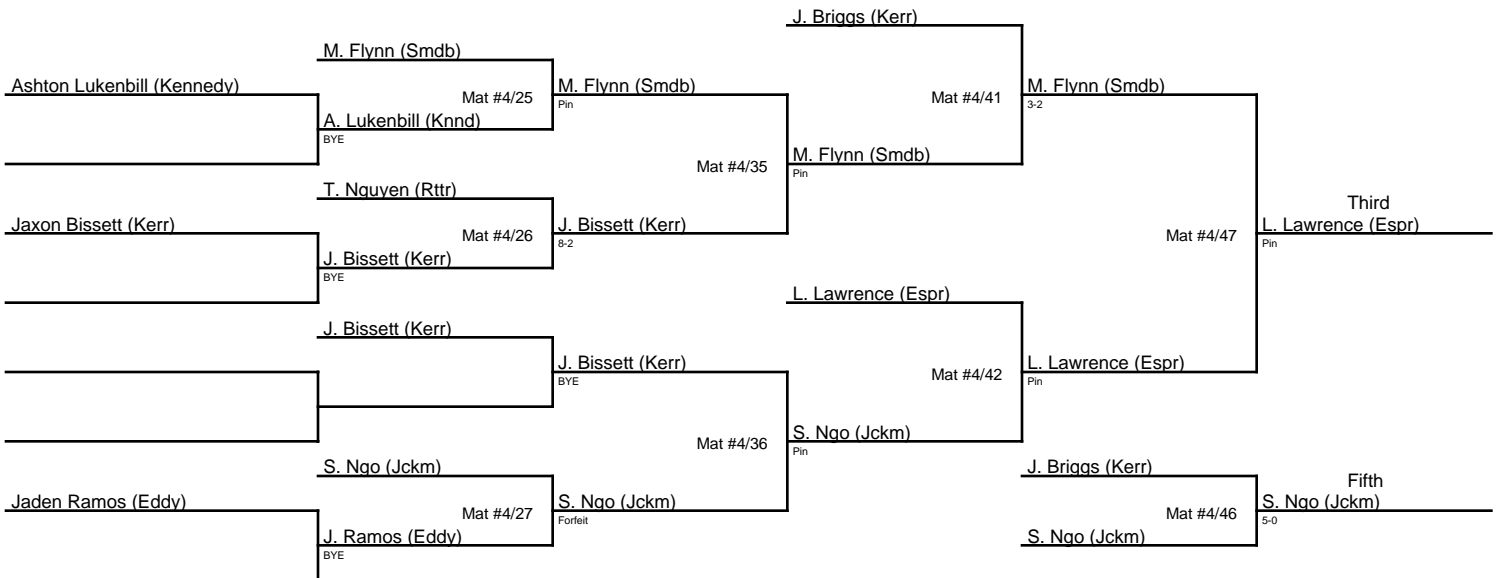 J. Briggs (Kerr)
M. Flynn (Smdb)
Ashton Lukenbill (Kennedy)
Mat #4/25
M. Flynn (Smdb)
Pin
Mat #4/41
M. Flynn (Smdb)
3-2
A. Lukenbill (Knnd)
BYE
Mat #4/35
M. Flynn (Smdb)
Pin
T. Nguyen (Rttr)
Third
Jaxon Bissett (Kerr)
Mat #4/26
J. Bissett (Kerr)
8-2
Mat #4/47
L. Lawrence (Espr)
Pin
J. Bissett (Kerr)
BYE
L. Lawrence (Espr)
J. Bissett (Kerr)
J. Bissett (Kerr)
BYE
Mat #4/42
L. Lawrence (Espr)
Pin
Mat #4/36
S. Ngo (Jckm)
Pin
S. Ngo (Jckm)
J. Briggs (Kerr)
Fifth
Jaden Ramos (Eddy)
Mat #4/27
S. Ngo (Jckm)
Forfeit
Mat #4/46
S. Ngo (Jckm)
5-0
J. Ramos (Eddy)
BYE
S. Ngo (Jckm)